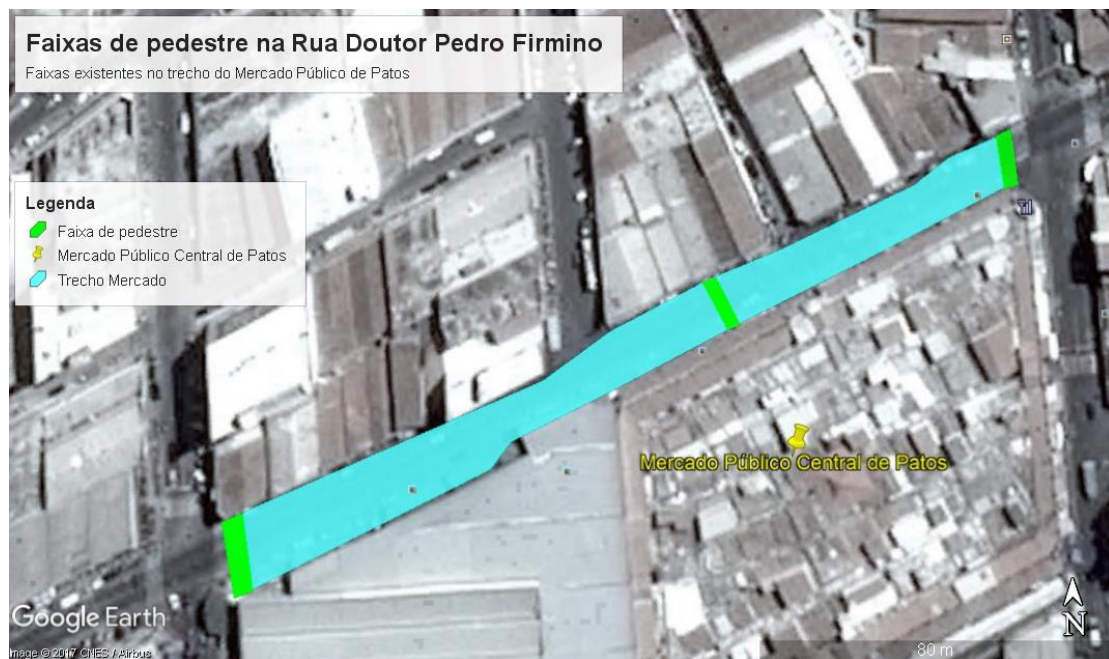 Faixas de pedestre na Rua Doutor Pedro Firmino
Faixas existentes no trecho do Mercado Público de Patos
Legenda
Faixa de pedestre
Mercado Público Central de Patos
Trecho Mercado
Mercado Público Central de Patos
Google Earth
Image © 2017 CNES / Airbus
80 m
N